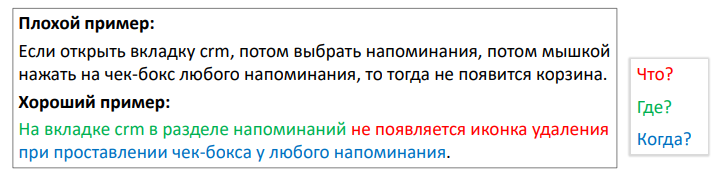 Плохой пример:
Если открыть вкладку crm, потом выбрать напоминания, потом мышкой
нажать на чек-бокс любого напоминания, то тогда не появится корзина.
Хороший пример:
На вкладке crm в разделе напоминаний не появляется иконка удаления
при проставлении чек-бокса у любого напоминания.
Что?
Где?
Когда?